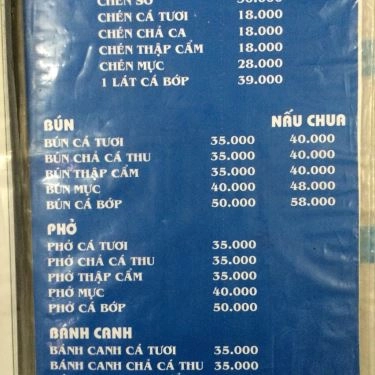 CHÉN CÁ TƯƠI 18.000
CHÉN CHẢ CA 18.000
CHÉN THẬP CẨM 18.000
CHÉN MỰC 28.000
1 LÁT CÁ BỚP 39.000
BÚN NẤU CHUA
BÚN CÁ TƯƠI 35.000 40.000
BÚN CHẢ CÁ THU 35.000 40.000
BÚN THẬP CẨM 35.000 40.000
BÚN MỰC 40.000 48.000
BÚN CÁ BỚP 50.000 58.000
PHỞ
PHỞ CÁ TƯƠI 35.000
PHỞ CHẢ CÁ THU 35.000
PHỞ THẬP CẨM 35.000
PHỞ MỰC 40.000
PHỞ CÁ BỚP 50.000
BÁNH CANH
BÁNH CANH CÁ TƯƠI 35.000
BÁNH CANH CHẢ CÁ THU 35.000